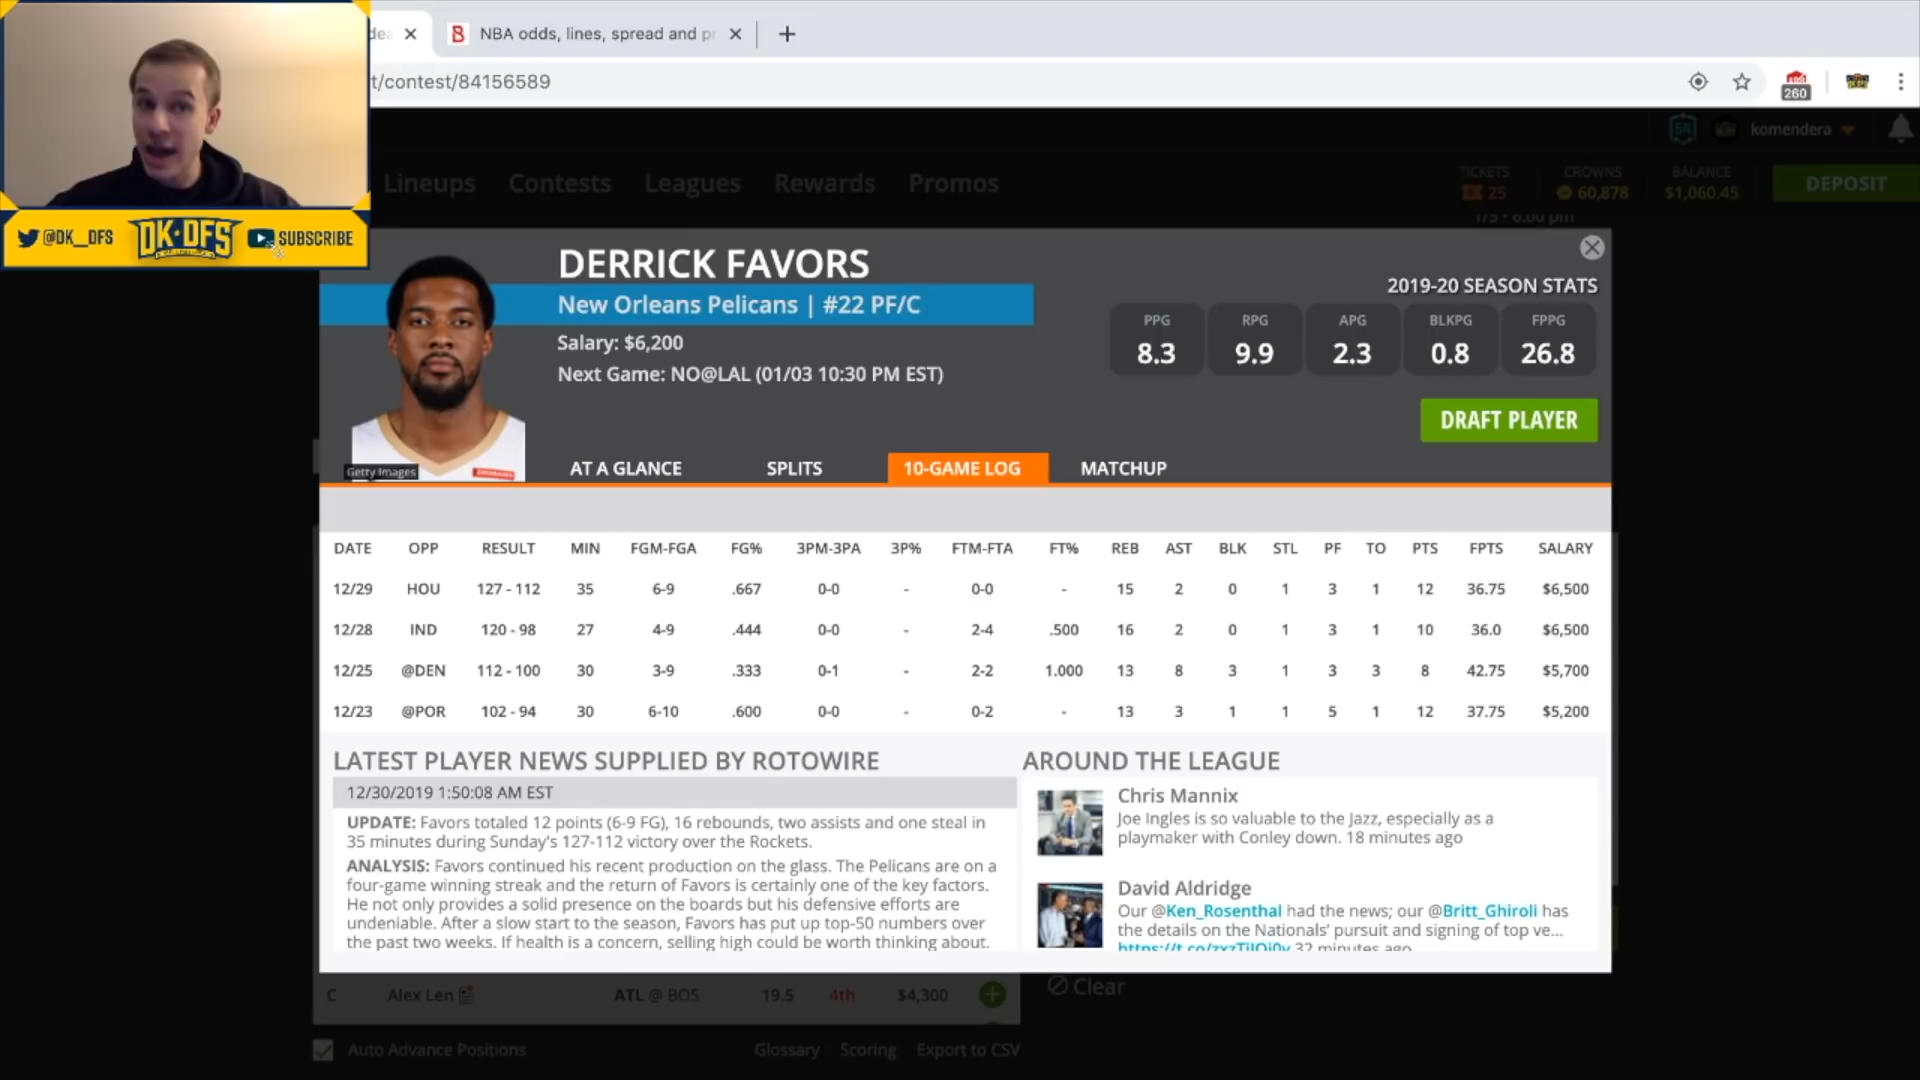 NBA odds, lines, spread and pr
t/contest/84156589
260
komendera
Lineups Contests Leagues Rewards Promos
TICKETS CROWNS BALANCE
25 60,878 $1,060.45
DEPOSIT
@DK__DFS DK·DFS SUBSCRIBE
DERRICK FAVORS
New Orleans Pelicans | #22 PF/C
Salary: $6,200
Next Game: NO@LAL (01/03 10:30 PM EST)
Getty Images
2019-20 SEASON STATS
PPG RPG APG BLKPG FPPG
8.3 9.9 2.3 0.8 26.8
DRAFT PLAYER
AT A GLANCE SPLITS 10-GAME LOG MATCHUP
DATE OPP RESULT MIN FGM-FGA FG% 3PM-3PA 3P% FTM-FTA FT% REB AST BLK STL PF TO PTS FPTS SALARY
12/29 HOU 127 - 112 35 6-9 .667 0-0 - 0-0 - 15 2 0 1 3 1 12 36.75 $6,500
12/28 IND 120 - 98 27 4-9 .444 0-0 - 2-4 .500 16 2 0 1 3 1 10 36.0 $6,500
12/25 @DEN 112 - 100 30 3-9 .333 0-1 - 2-2 1.000 13 8 3 1 3 3 8 42.75 $5,700
12/23 @POR 102 - 94 30 6-10 .600 0-0 - 0-2 - 13 3 1 1 5 1 12 37.75 $5,200
LATEST PLAYER NEWS SUPPLIED BY ROTOWIRE
12/30/2019 1:50:08 AM EST
UPDATE: Favors totaled 12 points (6-9 FG), 16 rebounds, two assists and one steal in
35 minutes during Sunday's 127-112 victory over the Rockets.
ANALYSIS: Favors continued his recent production on the glass. The Pelicans are on a
four-game winning streak and the return of Favors is certainly one of the key factors.
He not only provides a solid presence on the boards but his defensive efforts are
undeniable. After a slow start to the season, Favors has put up top-50 numbers over
the past two weeks. If health is a concern, selling high could be worth thinking about.
AROUND THE LEAGUE
Chris Mannix
Joe Ingles is so valuable to the Jazz, especially as a
playmaker with Conley down. 18 minutes ago
David Aldridge
Our @Ken_Rosenthal had the news; our @Britt_Ghiroli has
the details on the Nationals' pursuit and signing of top ve...
32 minutes ago
C Alex Len ATL @ BOS 19.5 4th $4,300
Clear
Auto Advance Positions Glossary Scoring Export to CSV